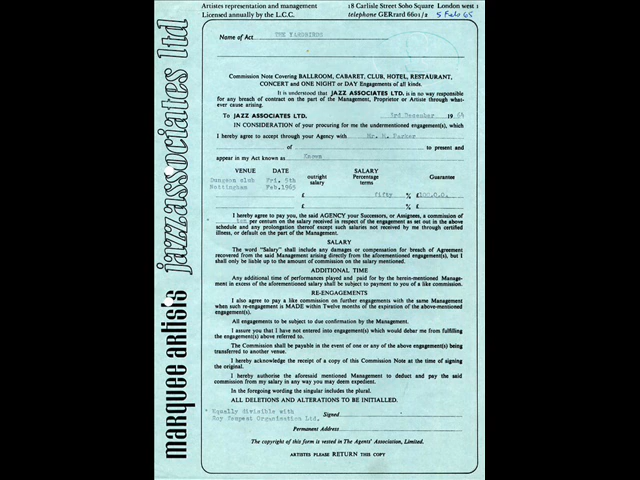 Artistes representation and management
Licensed annually by the L.C.C.
18 Carlisle Street Soho Square London west 1
telephone GERrard 6601/2
5 Feb 65
marquee artists jazz associates ltd
Name of Act THE YARDBIRDS
Commission Note Covering BALLROOM, CABARET, CLUB, HOTEL, RESTAURANT,
CONCERT and ONE NIGHT or DAY Engagements of all kinds.
It is understood that JAZZ ASSOCIATES LTD. is in no way responsible
for any breach of contract on the part of the Management, Proprietor or Artiste through what-
ever cause arising.
To JAZZ ASSOCIATES LTD. 3rd December 19 64
IN CONSIDERATION of your procuring for me the undermentioned engagement(s), which
I hereby agree to accept through your Agency with Mr. M. Parker
of to present and
appear in my Act known as Known
VENUE DATE SALARY
outright salary Percentage terms Guarantee
Dungeon club Fri. 5th
Nottingham Feb. 1965
£ fifty % £100.0.0.
£ % £
I hereby agree to pay you, the said AGENCY your Successors, or Assignees, a commission of
* 10% per centum on the salary received in respect of the engagement as set out in the above
schedule and any prolongation thereof except such salaries not received by me through certified
illness, or default on the part of the Management.
SALARY
The word "Salary" shall include any damages or compensation for breach of Agreement
recovered from the said Management arising directly from the aforementioned engagement(s), but I
shall only be liable up to the amount of commission on the salary mentioned.
ADDITIONAL TIME
Any additional time of performances played and paid for by the herein-mentioned Manage-
ment in excess of the aforementioned salary shall be subject to payment to you of a like commission.
RE-ENGAGEMENTS
I also agree to pay a like commission on further engagements with the same Management
when such re-engagement is MADE within Twelve months of the expiration of the above-mentioned
engagement(s).
All engagements to be subject to due confirmation by the Management.
I assure you that I have not entered into engagement(s) which would debar me from fulfilling
the engagement(s) above referred to.
The Commission shall be payable in the event of one or any of the above engagement(s) being
transferred to another venue.
I hereby acknowledge the receipt of a copy of this Commission Note at the time of signing
the original.
I hereby authorise the aforesaid mentioned Management to deduct and pay the said
commission from my salary in any way you may deem expedient.
In the foregoing wording the singular includes the plural.
ALL DELETIONS AND ALTERATIONS TO BE INITIALLED.
* Equally divisible with
Roy Tempest Organisation Ltd.
Signed
Permanent Address
The copyright of this form is vested in The Agents' Association, Limited.
ARTISTES PLEASE RETURN THIS COPY